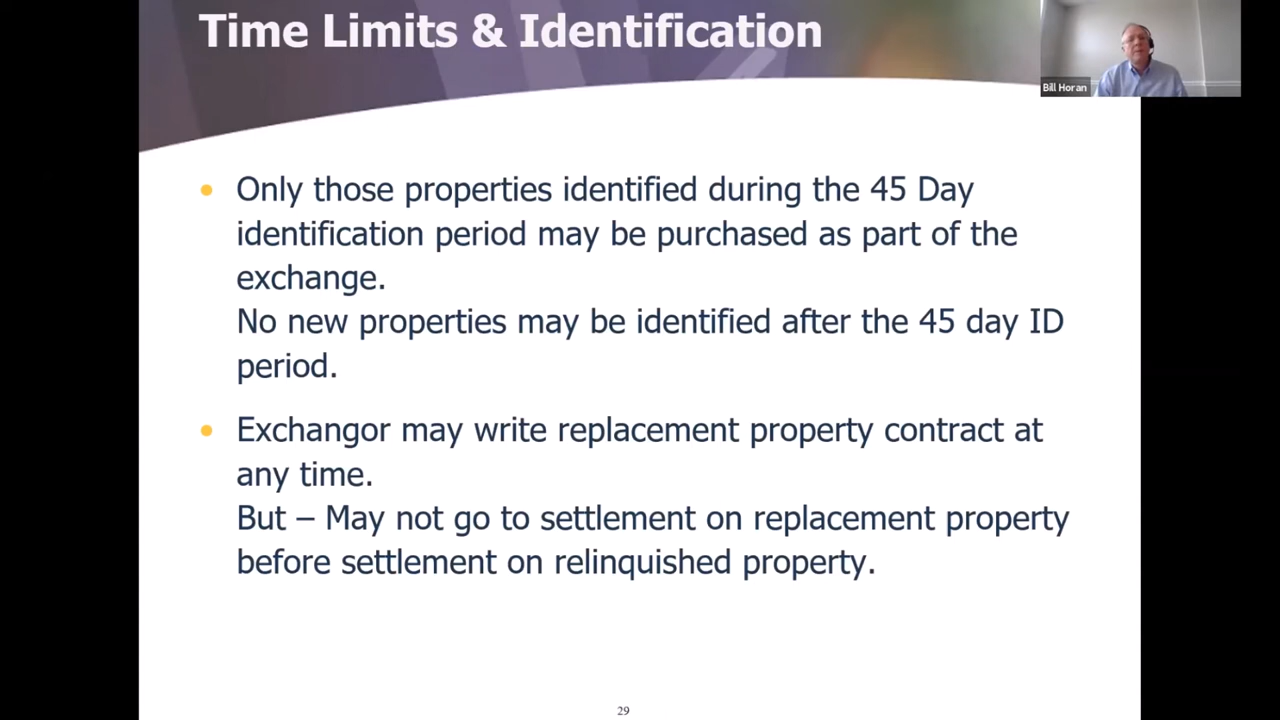 Time Limits & Identification
Bill Horan
Only those properties identified during the 45 Day
identification period may be purchased as part of the
exchange.
No new properties may be identified after the 45 day ID
period.
Exchangor may write replacement property contract at
any time.
But – May not go to settlement on replacement property
before settlement on relinquished property.
29